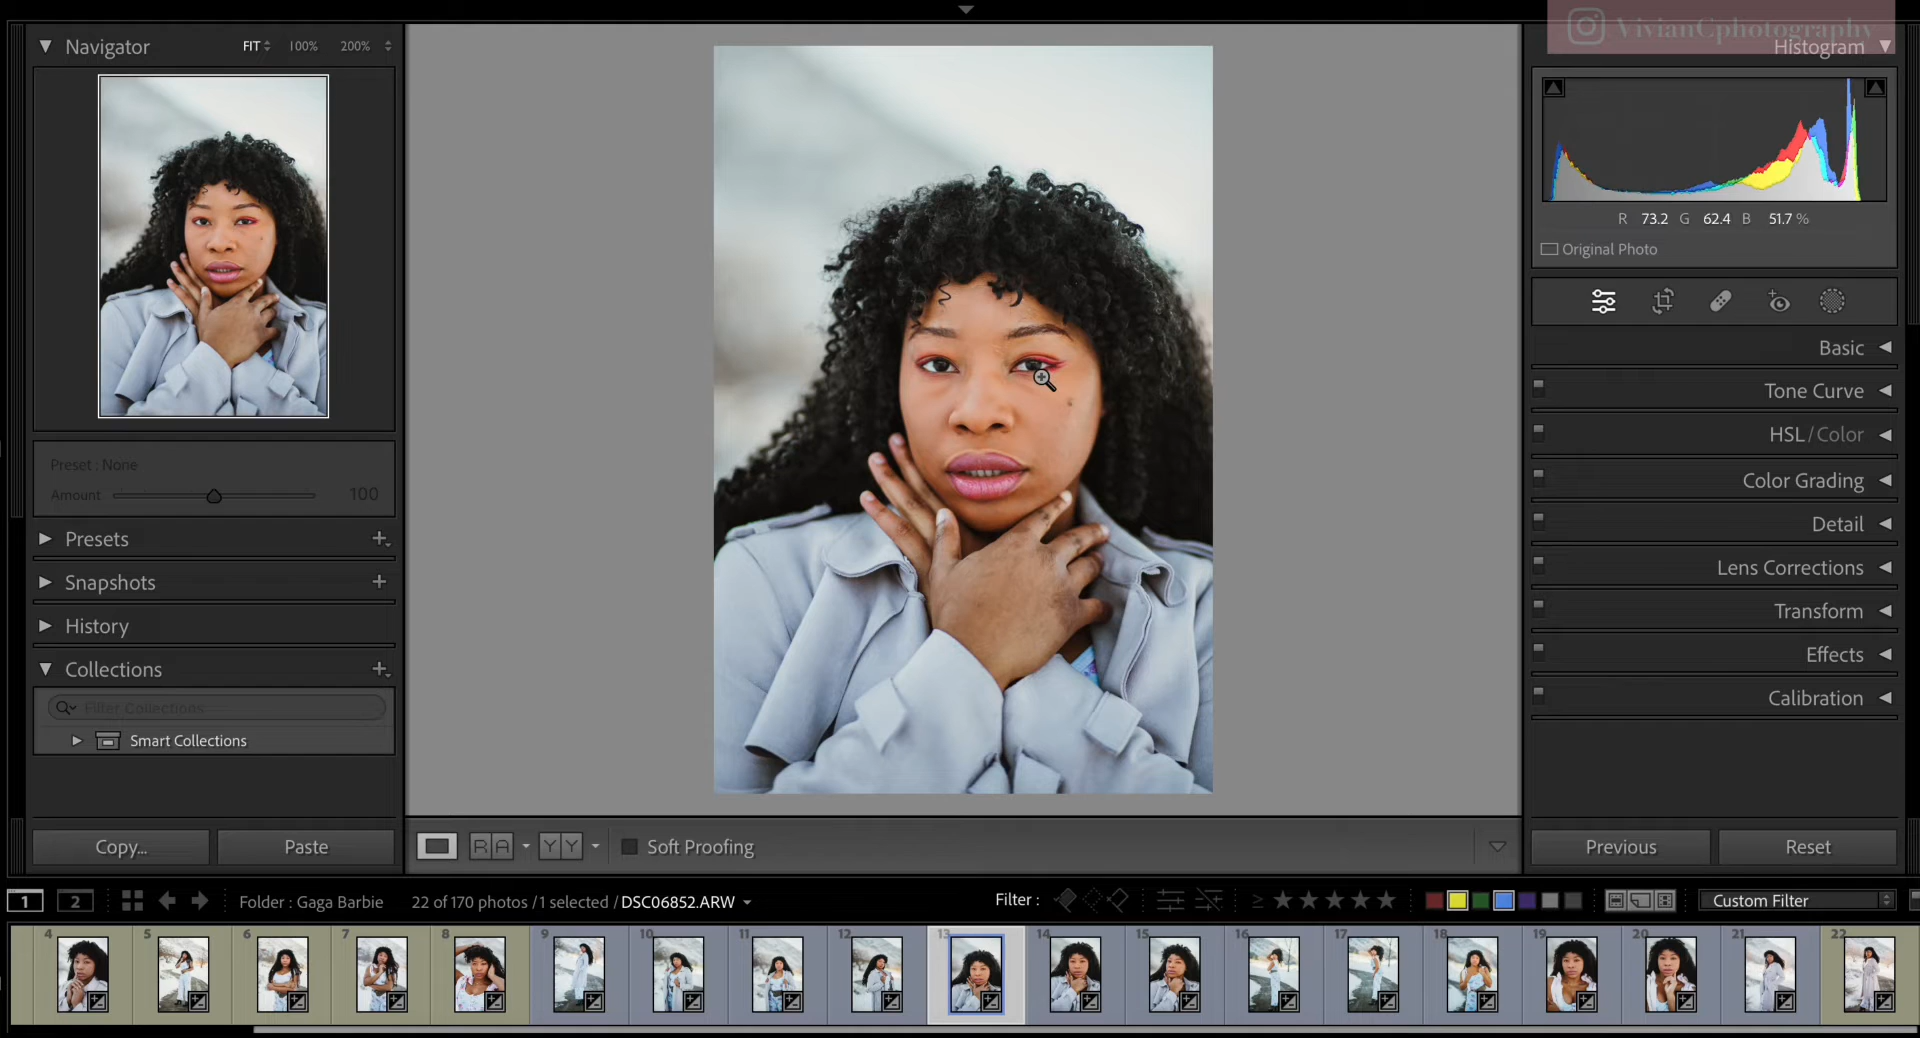 VivianCphotography
Navigator FIT 100% 200%
Histogram
R 73.2 G 62.4 B 51.7 %
Original Photo
Basic
Tone Curve
HSL / Color
Color Grading
Detail
Lens Corrections
Transform
Effects
Calibration
Preset : None
Amount 100
Presets
Snapshots
History
Collections
Filter Collections
Smart Collections
Copy... Paste
R A Y Y Soft Proofing
Previous Reset
1 2 Folder : Gaga Barbie 22 of 170 photos / 1 selected / DSC06852.ARW Filter : ≥ Custom Filter
4 5 6 7 8 9 10 11 12 13 14 15 16 17 18 19 20 21 22